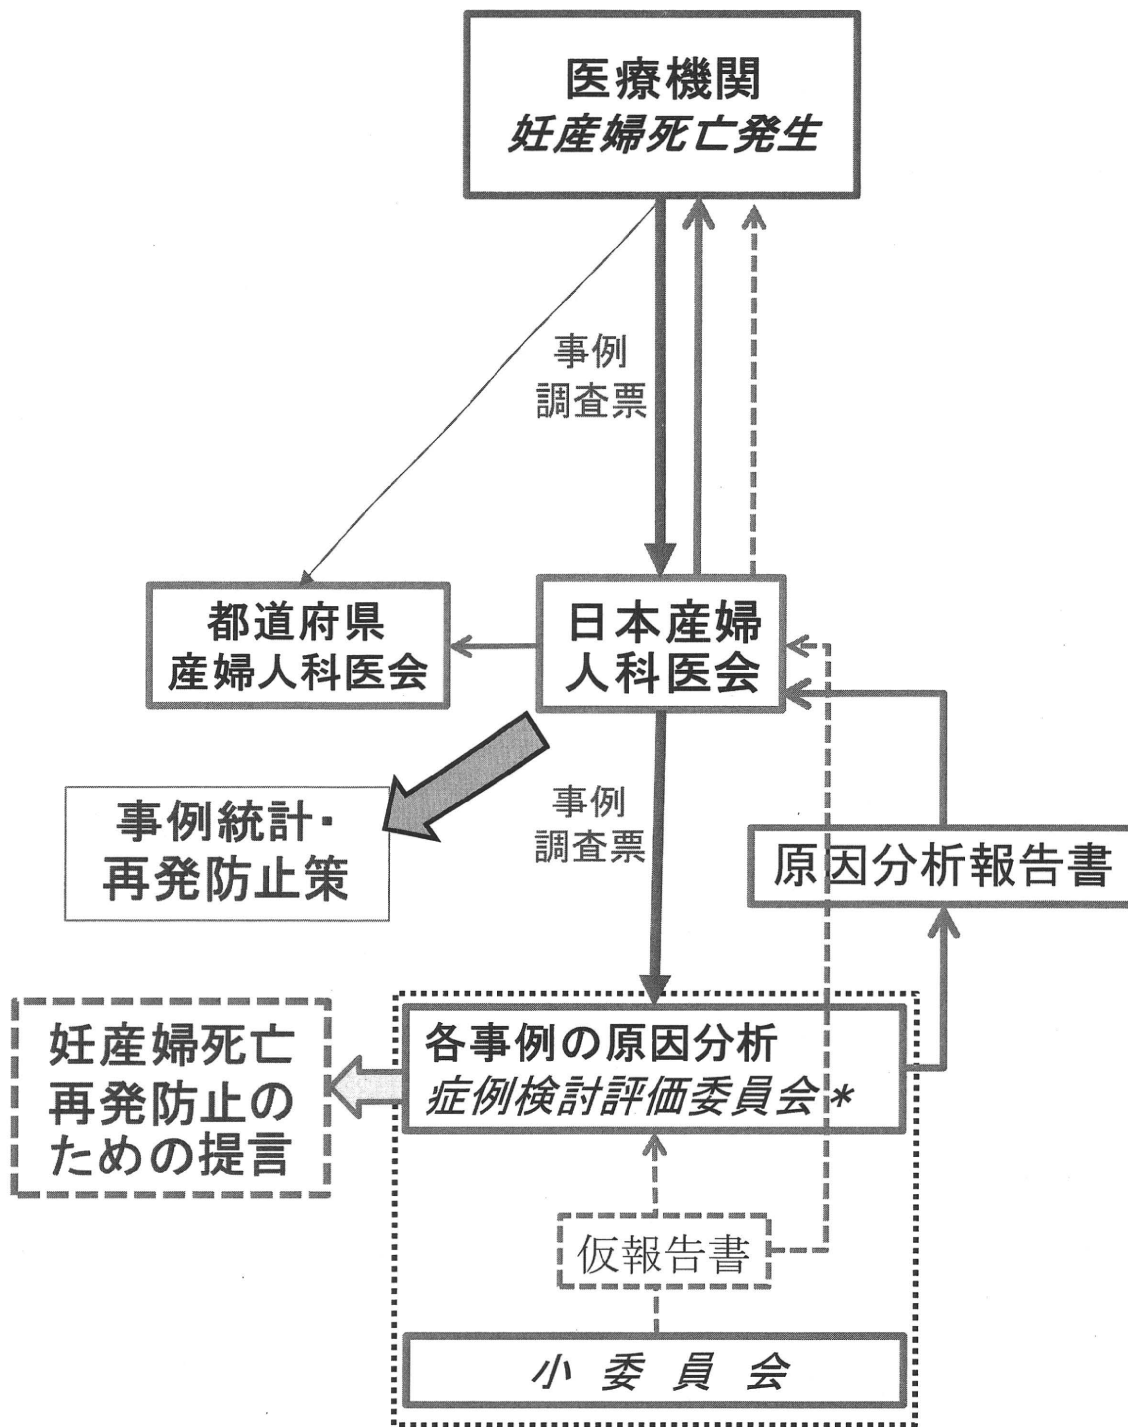 医療機関
妊産婦死亡発生
事例
調査票
都道府県
産婦人科医会
日本産婦
人科医会
事例統計・
再発防止策
事例
調査票
原因分析報告書
妊産婦死亡
再発防止の
ための提言
各事例の原因分析
症例検討評価委員会*
仮報告書
小委員会